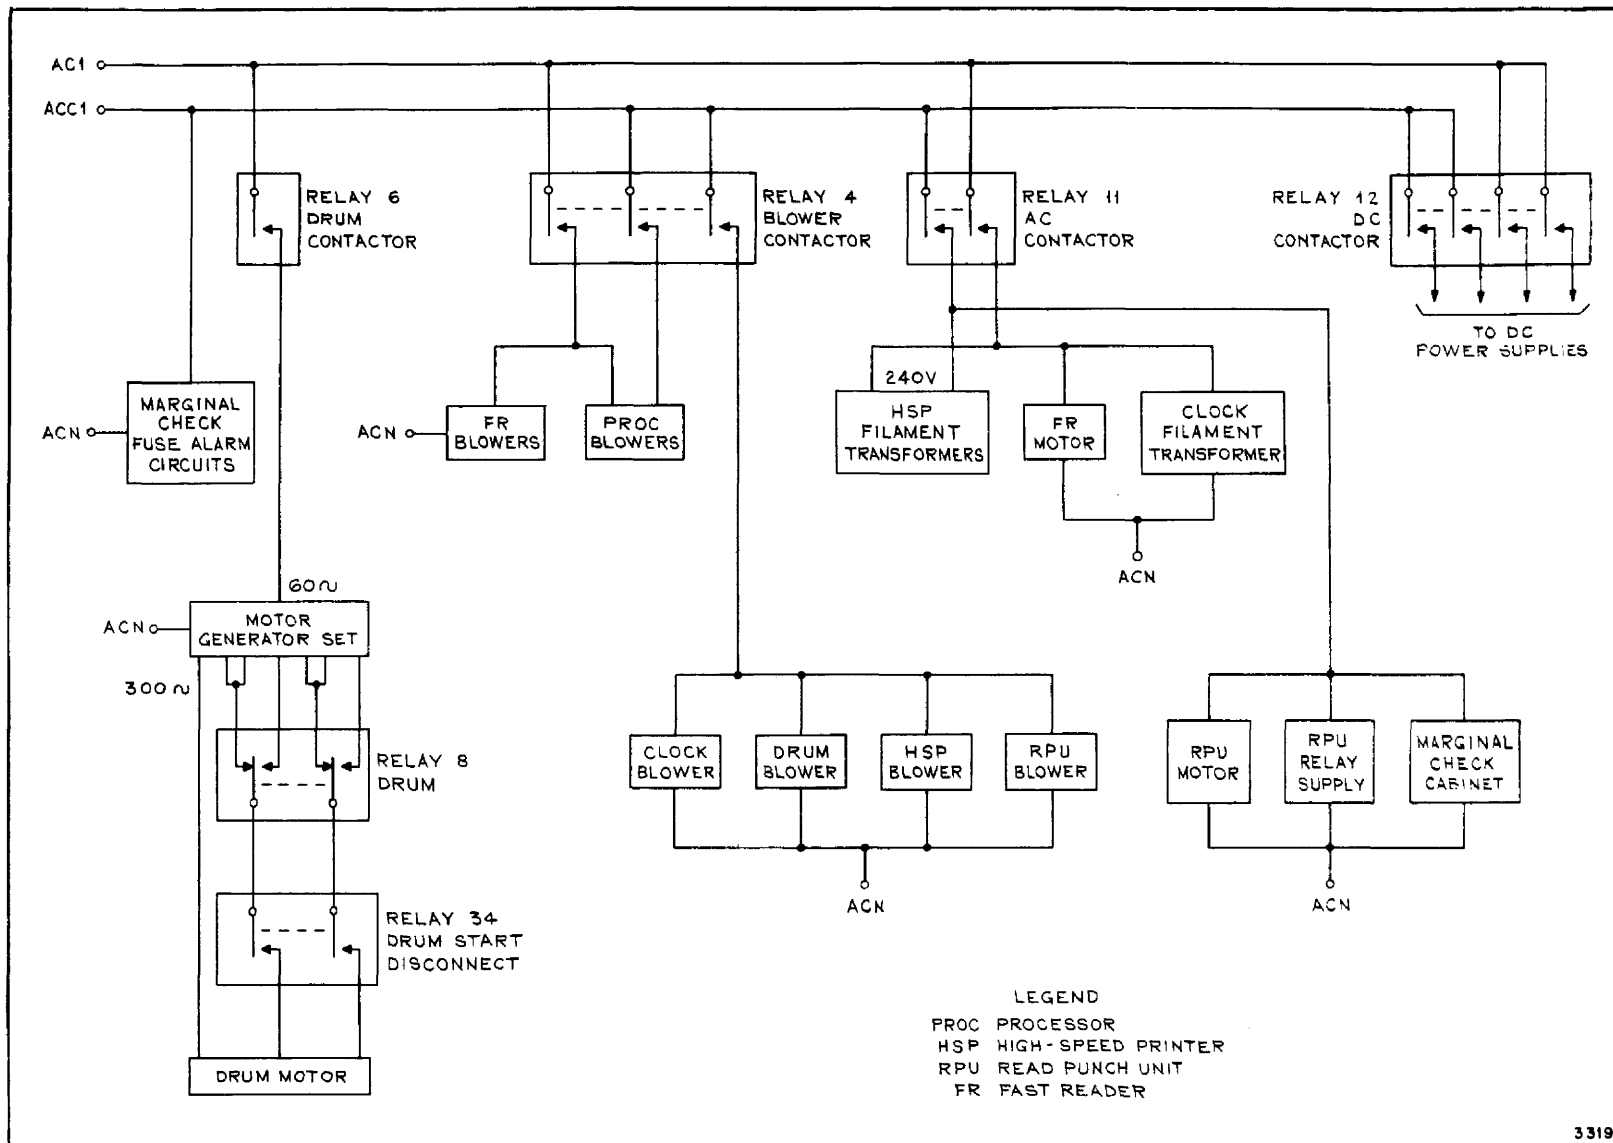 AC1
ACC1
RELAY 6
DRUM
CONTACTOR
RELAY 4
BLOWER
CONTACTOR
RELAY 11
AC
CONTACTOR
RELAY 12
DC
CONTACTOR
TO DC
POWER SUPPLIES
MARGINAL
CHECK
FUSE ALARM
CIRCUITS
ACN
ACN
FR
BLOWERS
PROC
BLOWERS
240V
HSP
FILAMENT
TRANSFORMERS
FR
MOTOR
CLOCK
FILAMENT
TRANSFORMER
ACN
60~
ACN
MOTOR
GENERATOR SET
300~
RELAY 8
DRUM
CLOCK
BLOWER
DRUM
BLOWER
HSP
BLOWER
RPU
BLOWER
ACN
RPU
MOTOR
RPU
RELAY
SUPPLY
MARGINAL
CHECK
CABINET
ACN
RELAY 34
DRUM START
DISCONNECT
DRUM MOTOR
LEGEND
PROC PROCESSOR
HSP HIGH-SPEED PRINTER
RPU READ PUNCH UNIT
FR FAST READER
3319